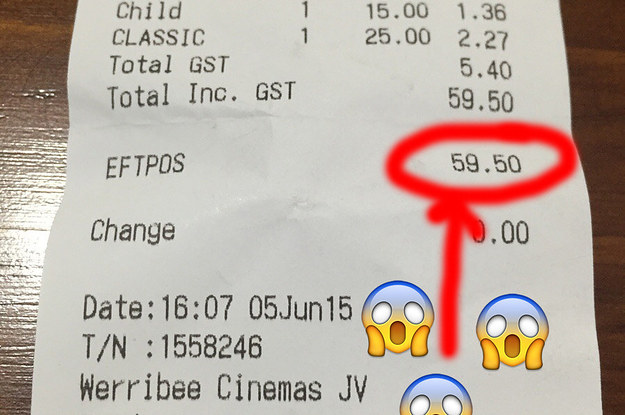 Child 1 15.00 1.36
CLASSIC 1 25.00 2.27
Total GST 5.40
Total Inc. GST 59.50
EFTPOS 59.50
Change 0.00
Date:16:07 05Jun15
T/N :1558246
Werribee Cinemas JV